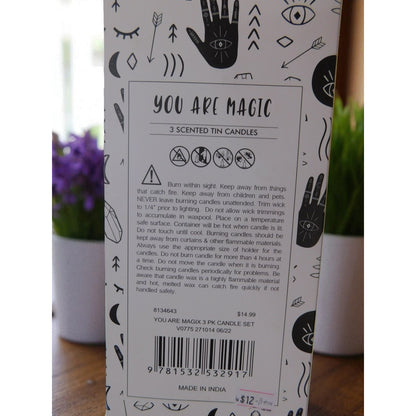 YOU ARE MAGIC
3 SCENTED TIN CANDLES
Burn within sight. Keep away from things
that catch fire. Keep away from children and pets.
NEVER leave burning candles unattended. Trim wick
to 1/4" prior to lighting. Do not allow wick trimmings
to accumulate in waxpool. Place on a temperature
safe surface. Container will be hot when candle is lit.
Do not touch until cool. Burning candles should be
kept away from curtains & other flammable materials.
Always use the appropriate size of holder for the
candles. Do not burn candle for more than 4 hours at
a time. Do not move the candle when it is burning.
Check burning candles periodically for problems. Be
aware that candle wax is a highly flammable material
and hot, melted wax can catch fire quickly if not
handled safely.
8134643 $14.99
YOU ARE MAGIX 3 PK CANDLE SET
V0775 271014 06/22
9 781532 532917
MADE IN INDIA
$12